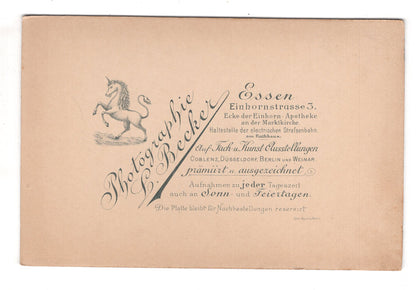 Photographie
L. Becker
Essen
Einhornstrasse 3.
Ecke der Einhorn-Apotheke
an der Marktkirche.
Haltestelle der electrischen Straßenbahn.
am Rathhaus.
Auf Fach- u. Kunst-Ausstellungen
COBLENZ, DÜSSELDORF, BERLIN UND WEIMAR
prämiirt u. ausgezeichnet.
Aufnahmen zu jeder Tageszeit
auch an Sonn- und Feiertagen.
Die Platte bleibt für Nachbestellungen reservirt